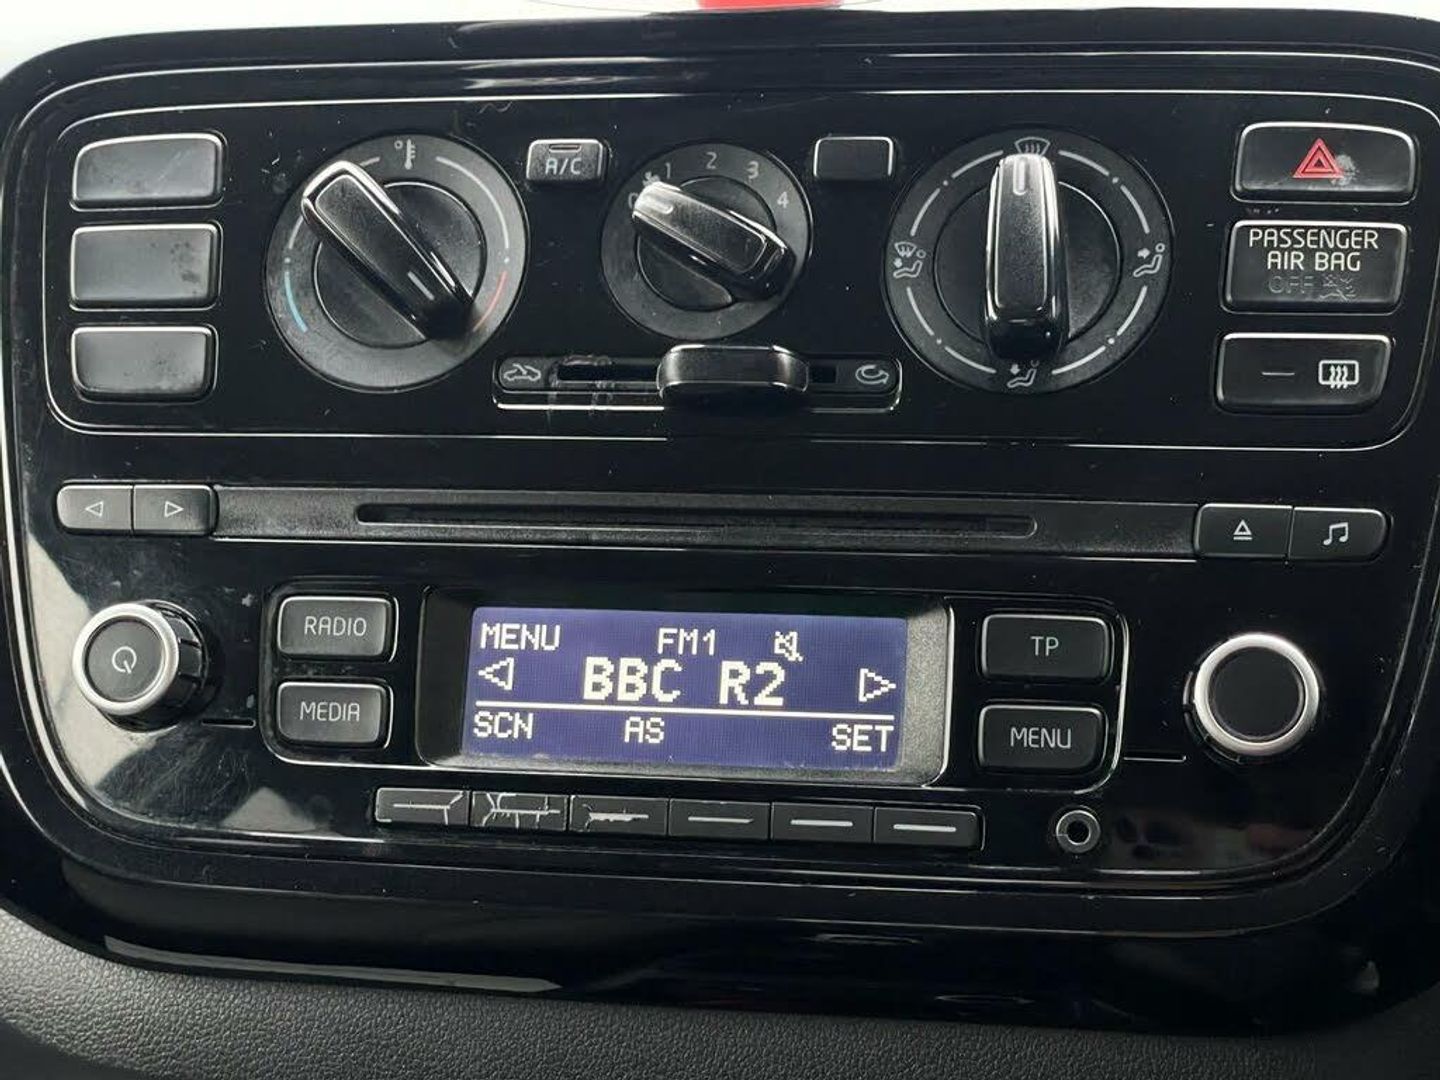 A/C
0 1 2 3 4
PASSENGER
AIR BAG
OFF
RADIO
MEDIA
MENU FM1
BBC R2
SCN AS SET
TP
MENU